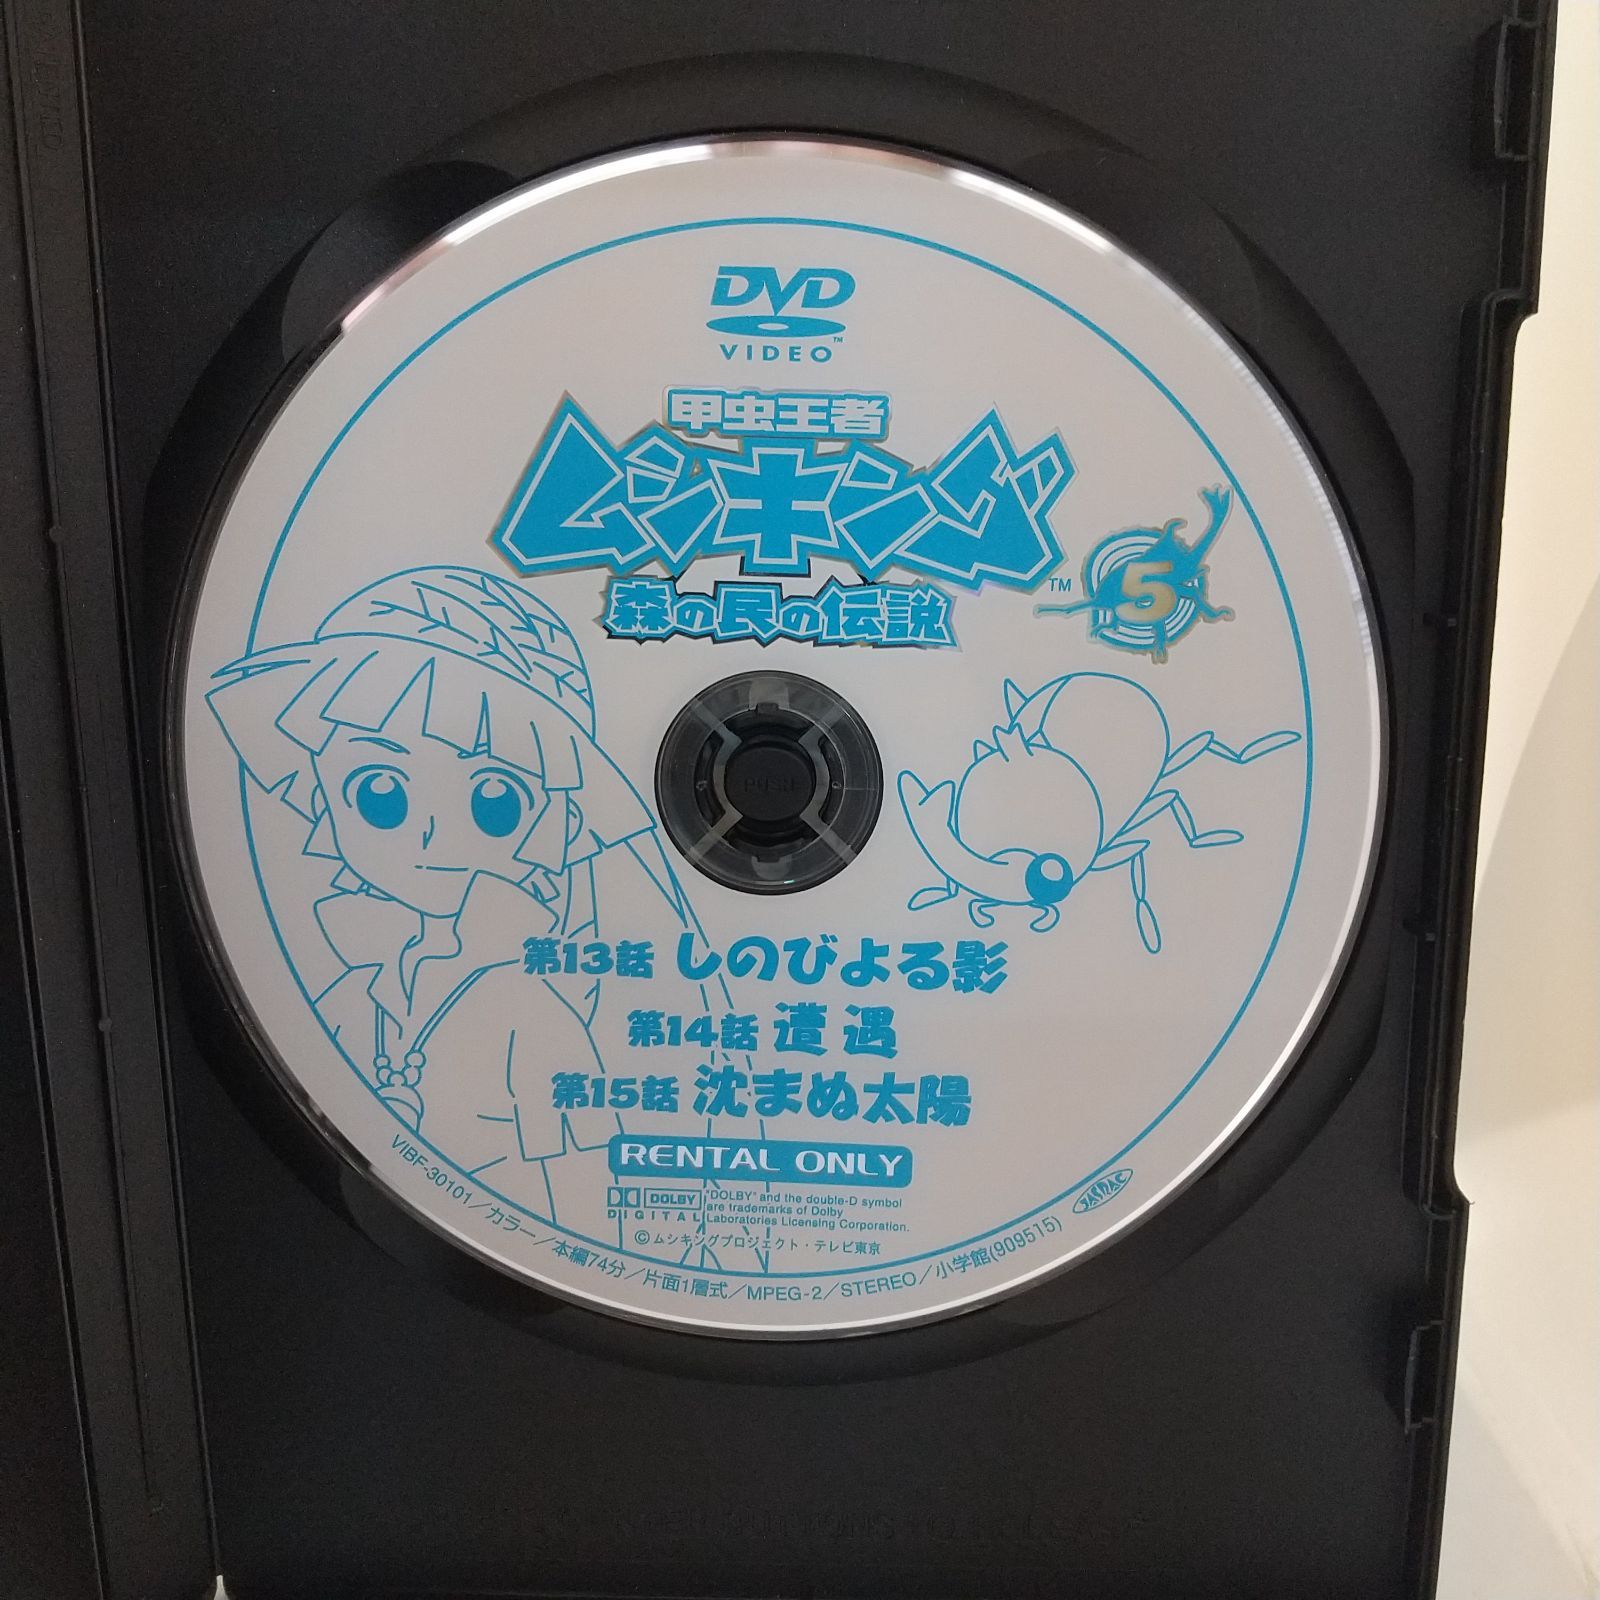 DVD
VIDEO™
甲虫王者
ムシキング™
森の民の伝説
5
PUSH
第13話 しのびよる影
第14話 遭遇
第15話 沈まぬ太陽
RENTAL ONLY
DOLBY
DIGITAL
"DOLBY" and the double-D symbol
are trademarks of Dolby
Laboratories Licensing Corporation.
©ムシキングプロジェクト・テレビ東京
JASRAC
VIBF-30101／カラー／本編74分／片面1層式／MPEG-2／STEREO／小学館(909515)